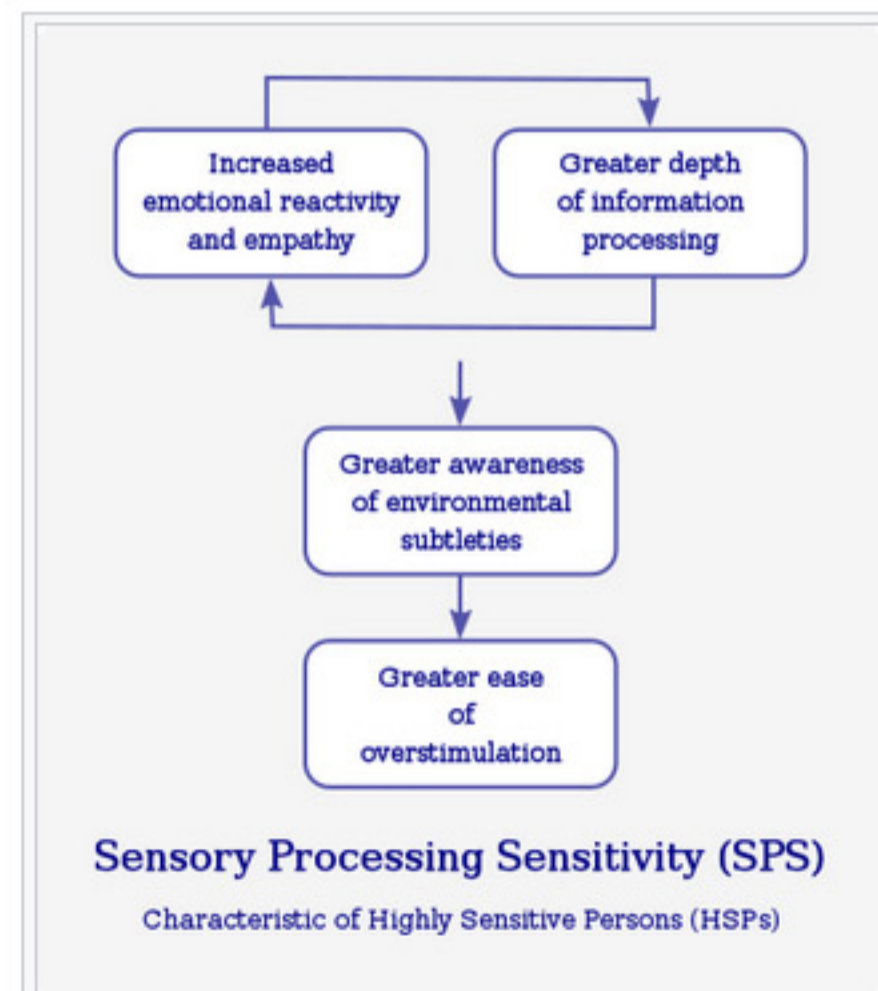 Increased
emotional reactivity
and empathy
Greater depth
of information
processing
Greater awareness
of environmental
subtleties
Greater ease
of
overstimulation
Sensory Processing Sensitivity (SPS)
Characteristic of Highly Sensitive Persons (HSPs)